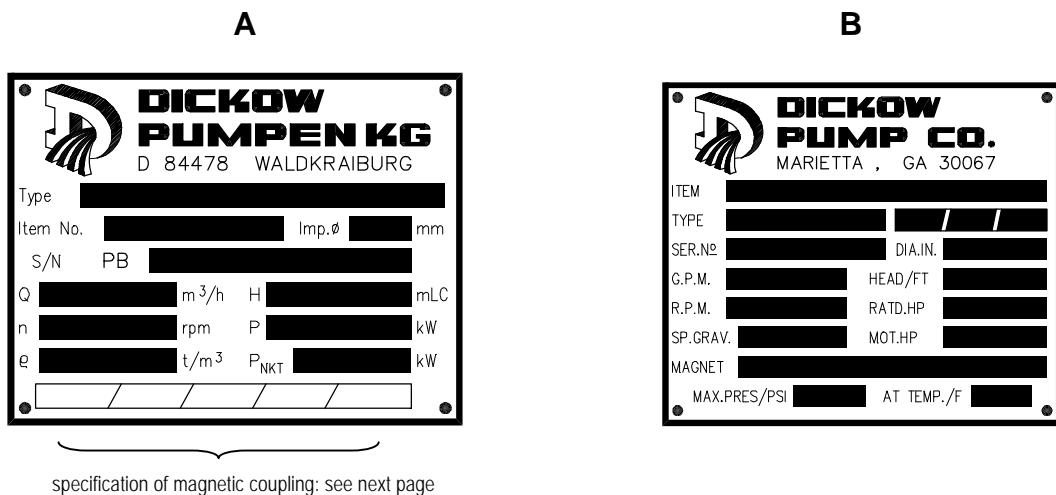 A
DICKOW
PUMPEN KG
D 84478 WALDKRAIBURG
Type
Item No. Imp.ø mm
S/N PB
Q m³/h H mLC
n rpm P kW
ϱ t/m³ P_NKT kW
/ / / /
specification of magnetic coupling: see next page
B
DICKOW
PUMP CO.
MARIETTA , GA 30067
ITEM
TYPE / /
SER.Nº DIA.IN.
G.P.M. HEAD/FT
R.P.M. RATD.HP
SP.GRAV. MOT.HP
MAGNET
MAX.PRES/PSI AT TEMP./F